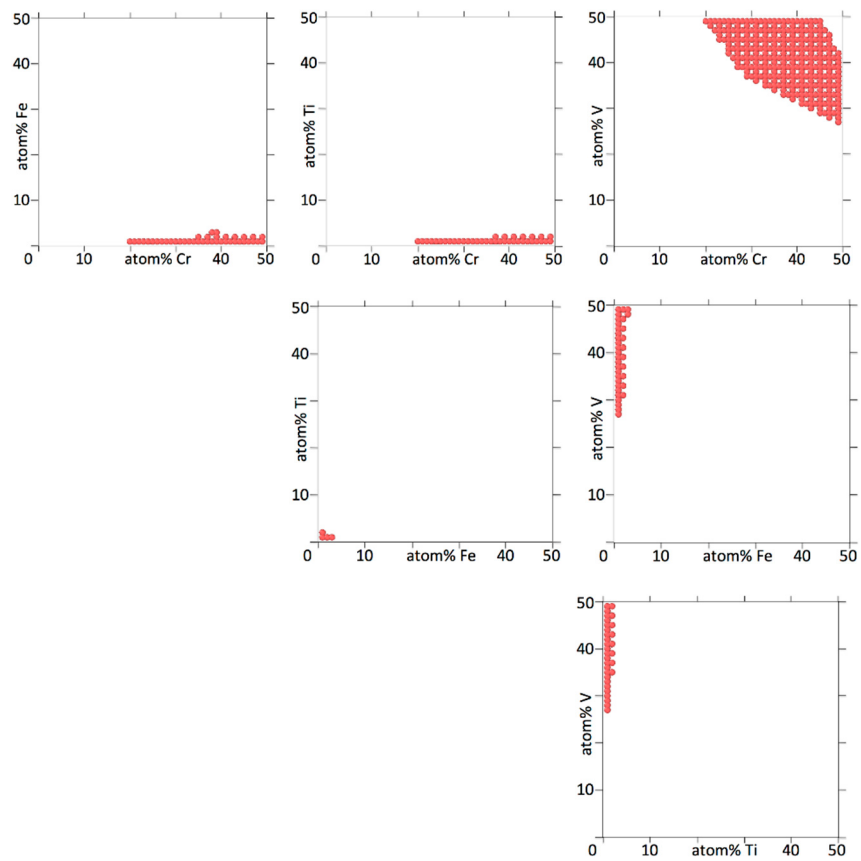 50 50 50
40 40 40
atom% Fe atom% Ti atom% V
10 10 10
0 10 atom% Cr 40 50 0 10 atom% Cr 40 50 0 10 atom% Cr 40 50
50 50
40 40
atom% Ti atom% V
10 10
0 10 atom% Fe 40 50 0 10 atom% Fe 40 50
50
40
atom% V
10
0 10 atom% Ti 40 50